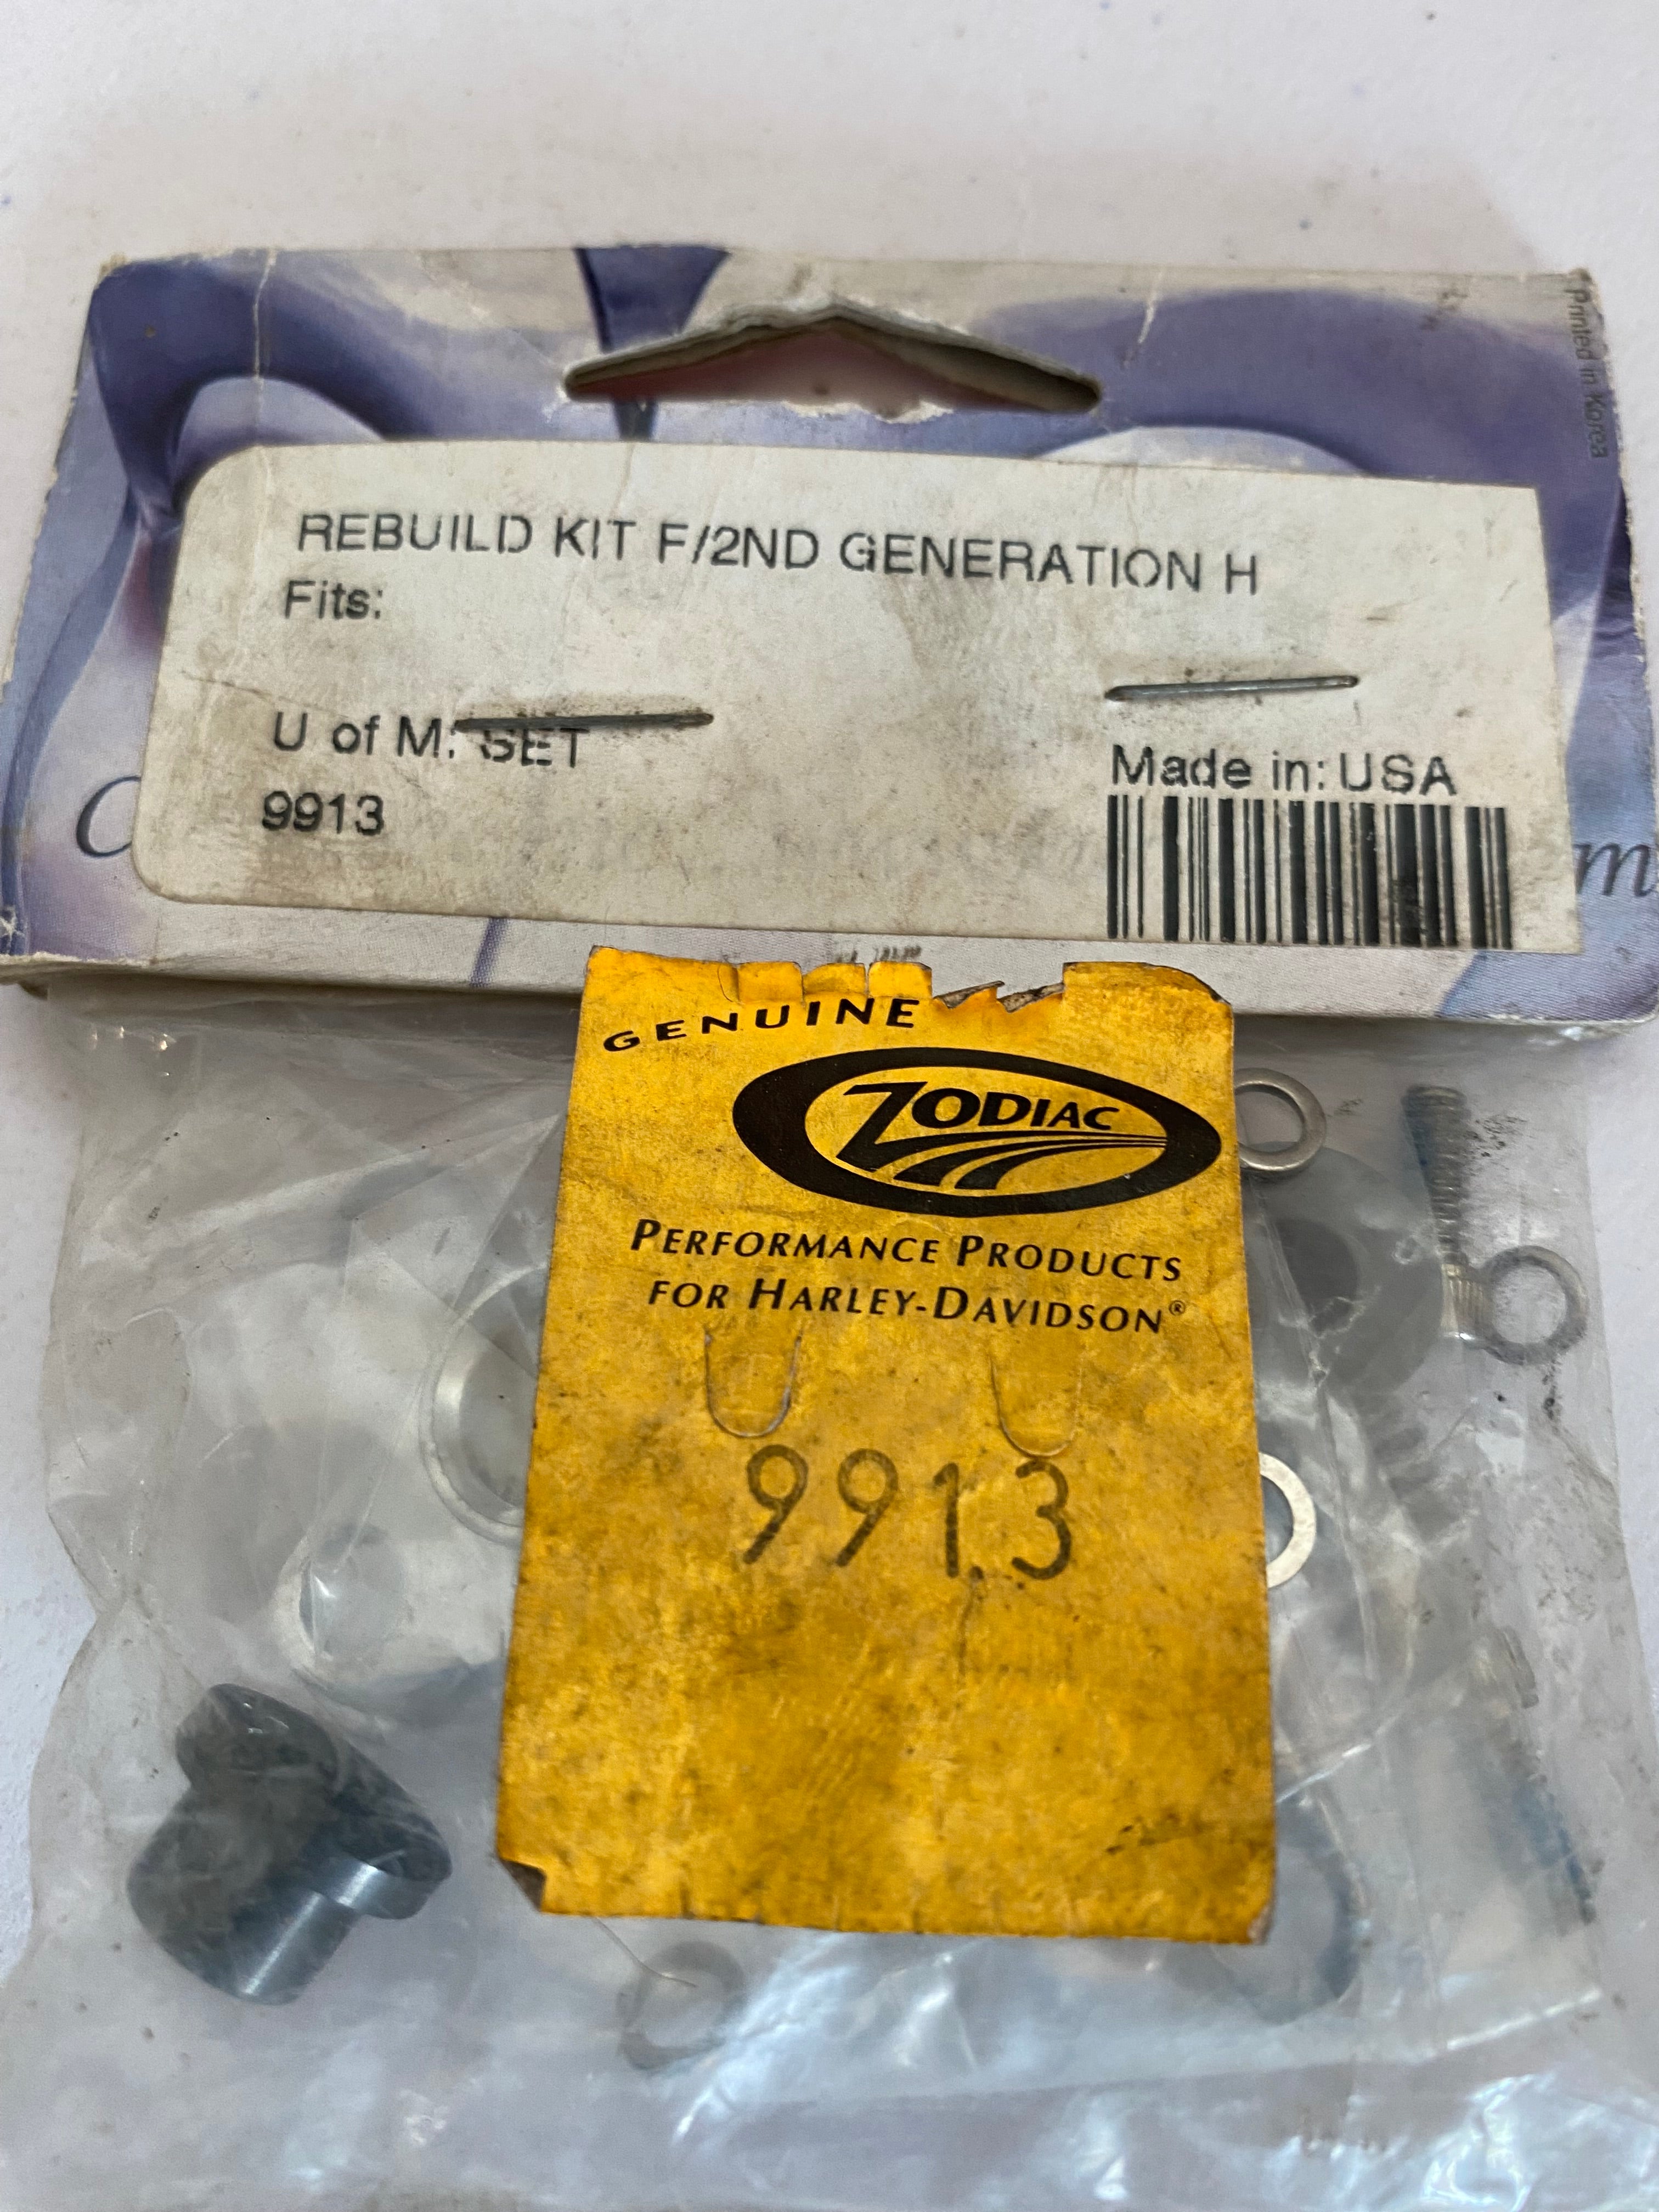 Printed in Korea
REBUILD KIT F/2ND GENERATION H
Fits:
U of M: SET
9913
Made in: USA
C
m
GENUINE
ZODIAC
PERFORMANCE PRODUCTS
FOR HARLEY-DAVIDSON®
9913